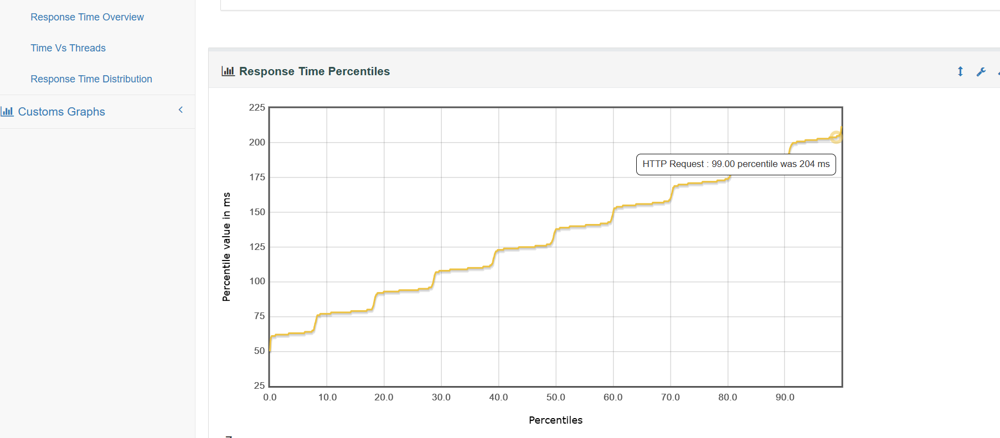 Response Time Overview
Time Vs Threads
Response Time Distribution
Customs Graphs
Response Time Percentiles
225
200
175
150
125
100
75
50
25
Percentile value in ms
HTTP Request : 99.00 percentile was 204 ms
0.0 10.0 20.0 30.0 40.0 50.0 60.0 70.0 80.0 90.0
Percentiles